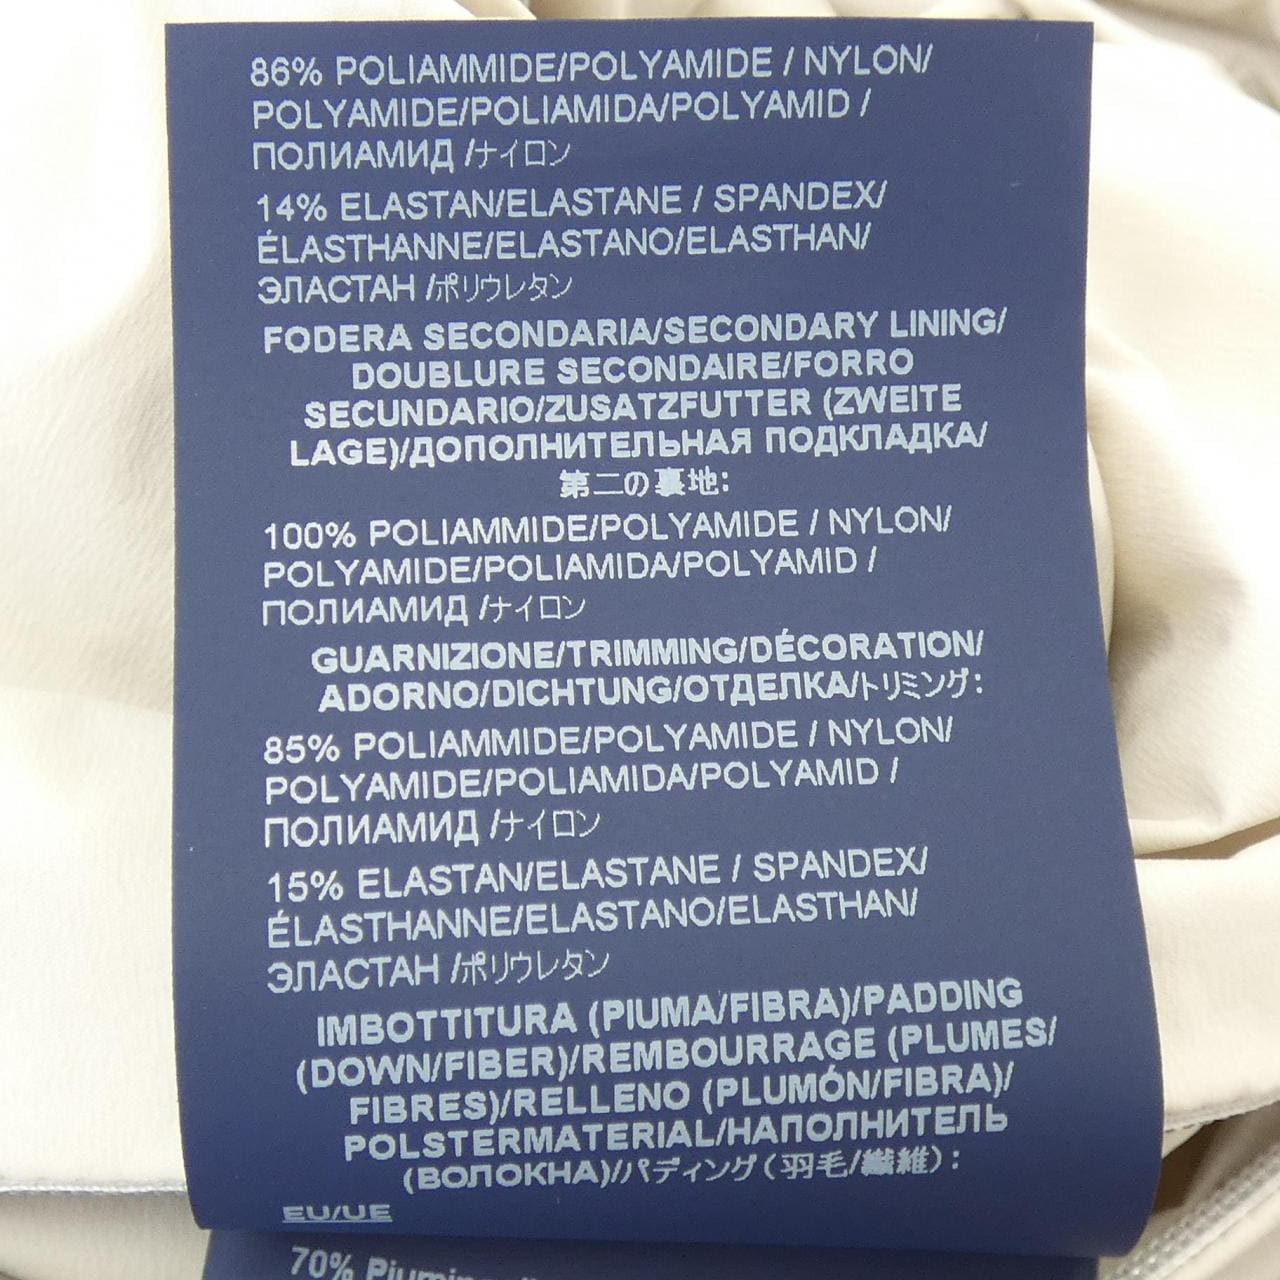 86% POLIAMMIDE/POLYAMIDE / NYLON/
POLYAMIDE/POLIAMIDA/POLYAMID /
ПОЛИАМИД /ナイロン
14% ELASTAN/ELASTANE / SPANDEX/
ÉLASTHANNE/ELASTANO/ELASTHAN/
ЭЛАСТАН /ポリウレタン
FODERA SECONDARIA/SECONDARY LINING/
DOUBLURE SECONDAIRE/FORRO
SECUNDARIO/ZUSATZFUTTER (ZWEITE
LAGE)/ДОПОЛНИТЕЛЬНАЯ ПОДКЛАДКА/
第二の裏地:
100% POLIAMMIDE/POLYAMIDE / NYLON/
POLYAMIDE/POLIAMIDA/POLYAMID /
ПОЛИАМИД /ナイロン
GUARNIZIONE/TRIMMING/DÉCORATION/
ADORNO/DICHTUNG/ОТДЕЛКА/トリミング:
85% POLIAMMIDE/POLYAMIDE / NYLON/
POLYAMIDE/POLIAMIDA/POLYAMID /
ПОЛИАМИД /ナイロン
15% ELASTAN/ELASTANE / SPANDEX/
ÉLASTHANNE/ELASTANO/ELASTHAN/
ЭЛАСТАН /ポリウレタン
IMBOTTITURA (PIUMA/FIBRA)/PADDING
(DOWN/FIBER)/REMBOURRAGE (PLUMES/
FIBRES)/RELLENO (PLUMÓN/FIBRA)/
POLSTERMATERIAL/НАПОЛНИТЕЛЬ
(ВОЛОКНА)/パディング(羽毛/繊維):
EU/UE
70%